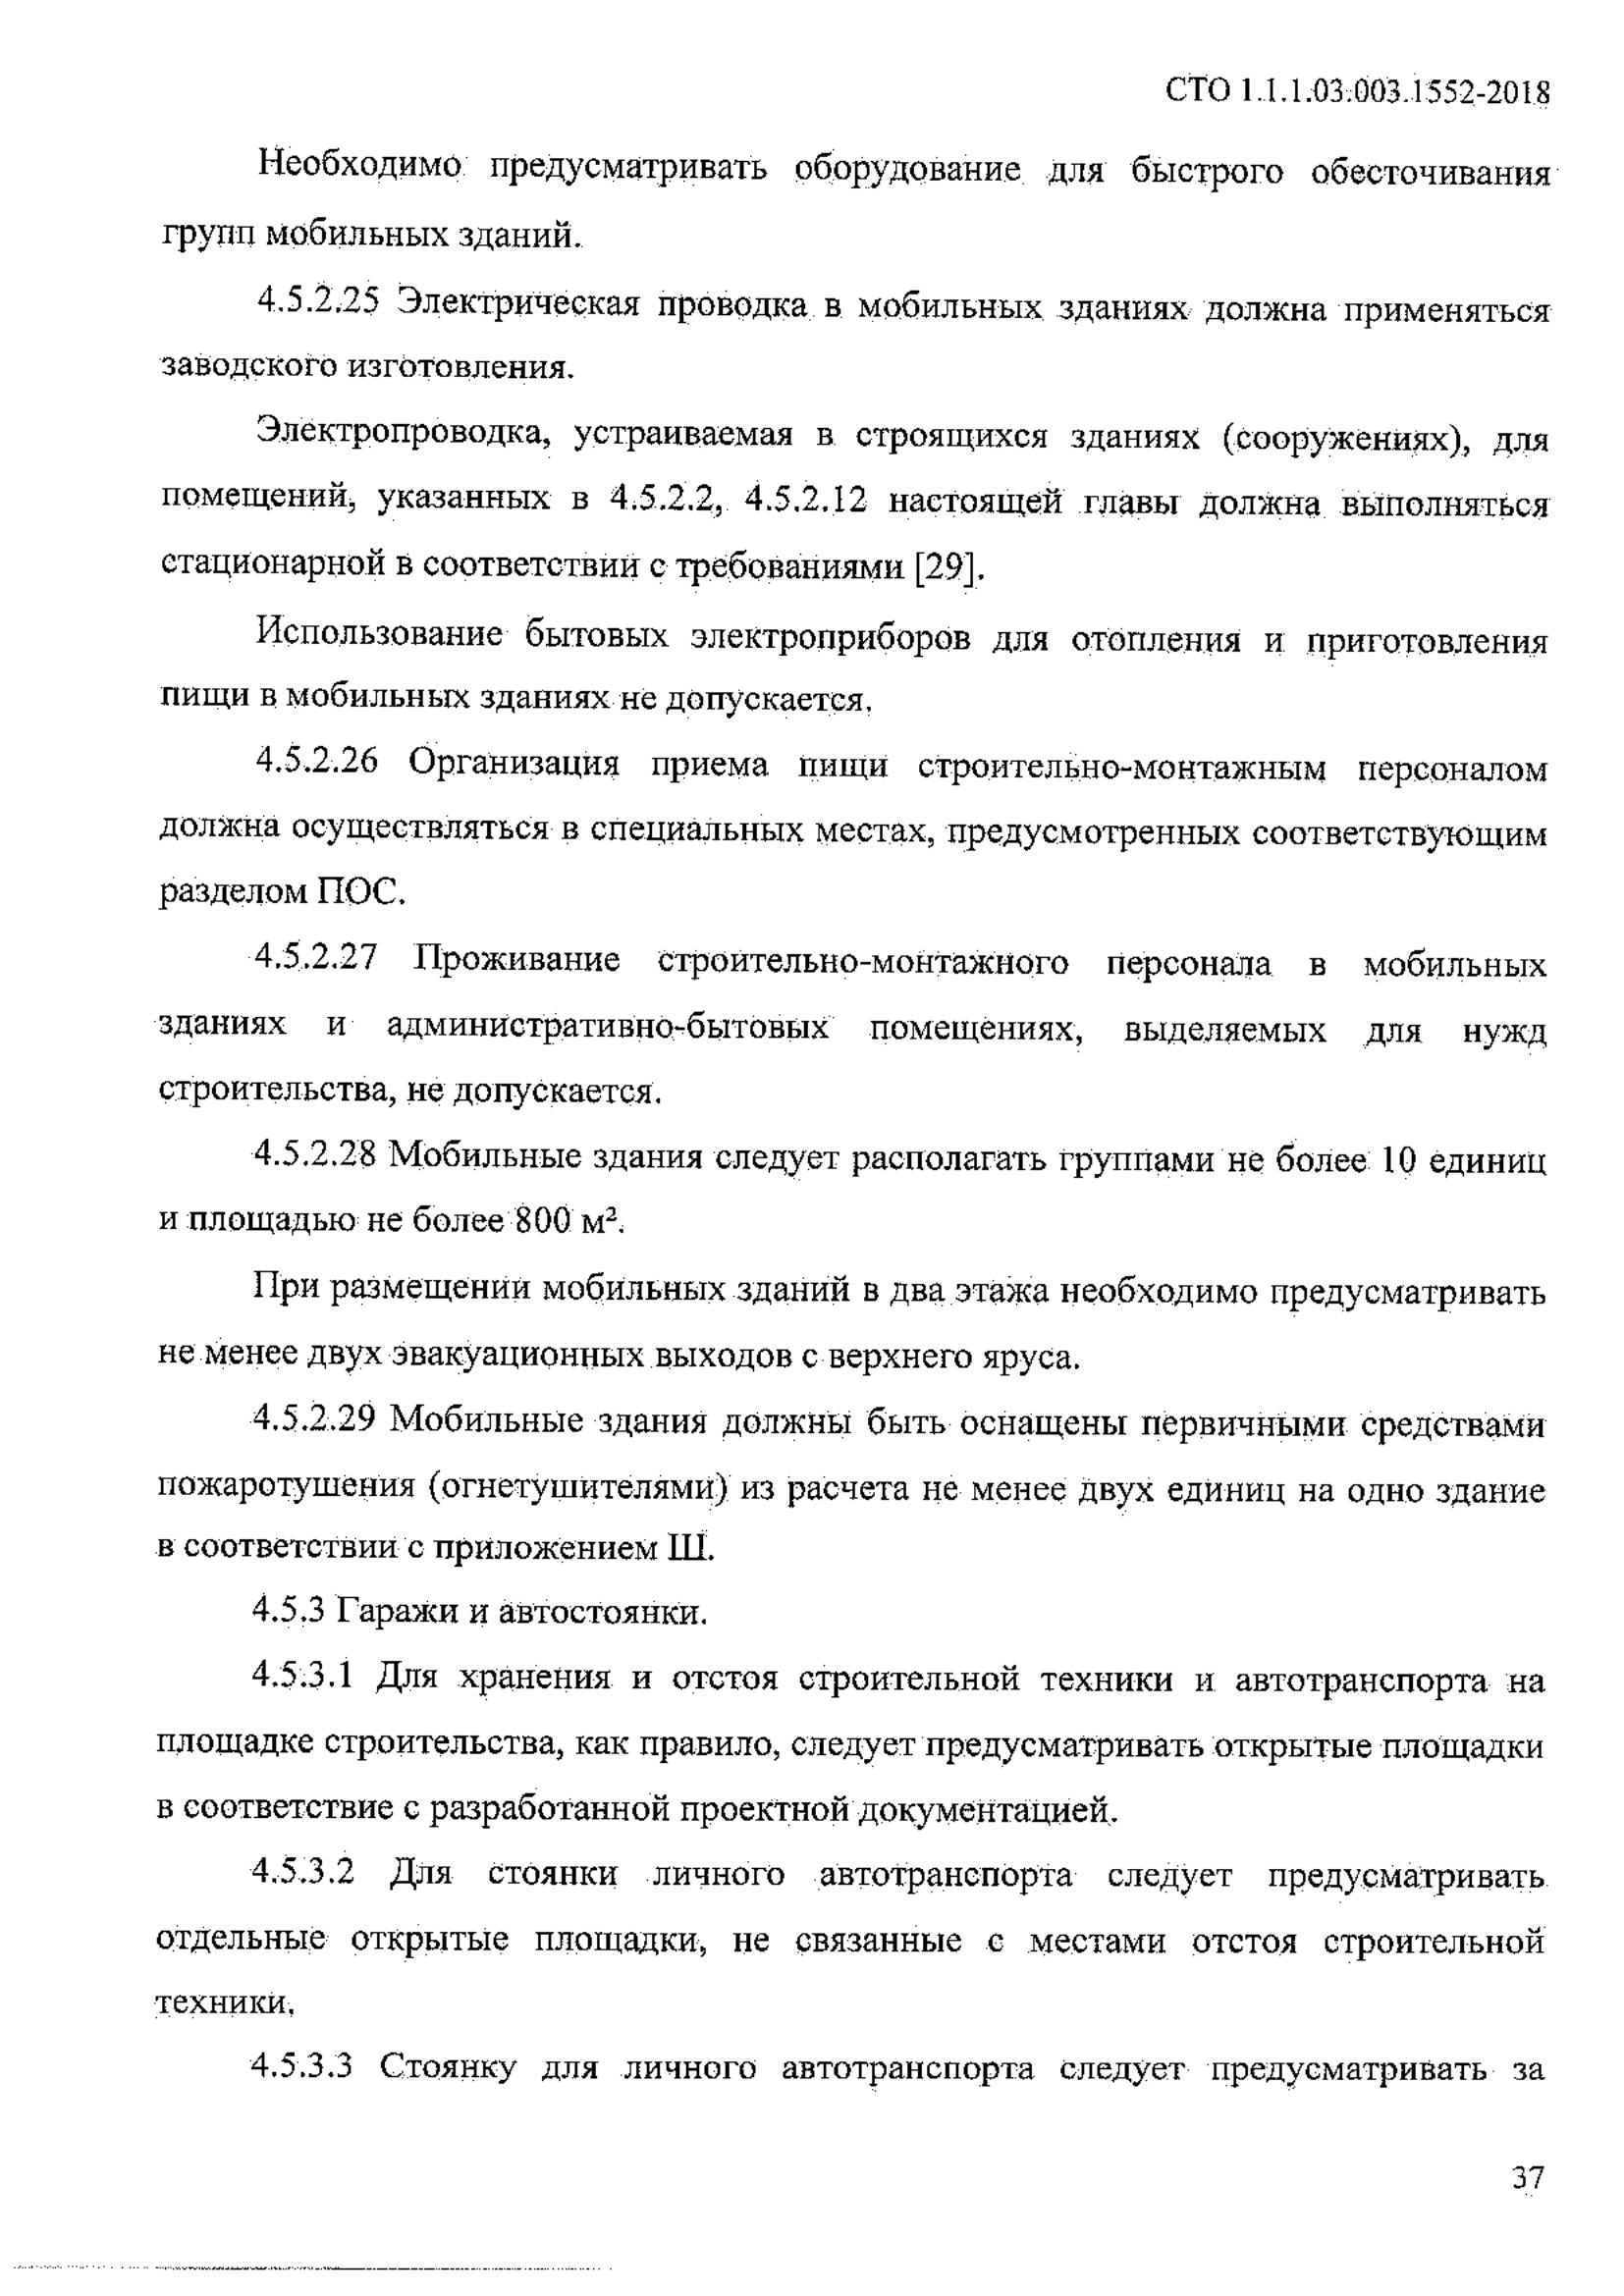 СТО 1.1.1.03.003.1552-2018
Необходимо предусматривать оборудование для быстрого обесточивания
групп мобильных зданий.
4.5.2.25 Электрическая проводка в мобильных зданиях должна применяться
заводского изготовления.
Электропроводка, устраиваемая в строящихся зданиях (сооружениях), для
помещений, указанных в 4.5.2.2, 4.5.2.12 настоящей главы должна выполняться
стационарной в соответствии с требованиями [29].
Использование бытовых электроприборов для отопления и приготовления
пищи в мобильных зданиях не допускается.
4.5.2.26 Организация приема пищи строительно-монтажным персоналом
должна осуществляться в специальных местах, предусмотренных соответствующим
разделом ПОС.
4.5.2.27 Проживание строительно-монтажного персонала в мобильных
зданиях и административно-бытовых помещениях, выделяемых для нужд
строительства, не допускается.
4.5.2.28 Мобильные здания следует располагать группами не более 10 единиц
и площадью не более 800 м².
При размещении мобильных зданий в два этажа необходимо предусматривать
не менее двух эвакуационных выходов с верхнего яруса.
4.5.2.29 Мобильные здания должны быть оснащены первичными средствами
пожаротушения (огнетушителями) из расчета не менее двух единиц на одно здание
в соответствии с приложением Ш.
4.5.3 Гаражи и автостоянки.
4.5.3.1 Для хранения и отстоя строительной техники и автотранспорта на
площадке строительства, как правило, следует предусматривать открытые площадки
в соответствие с разработанной проектной документацией.
4.5.3.2 Для стоянки личного автотранспорта следует предусматривать
отдельные открытые площадки, не связанные с местами отстоя строительной
техники.
4.5.3.3 Стоянку для личного автотранспорта следует предусматривать за
37